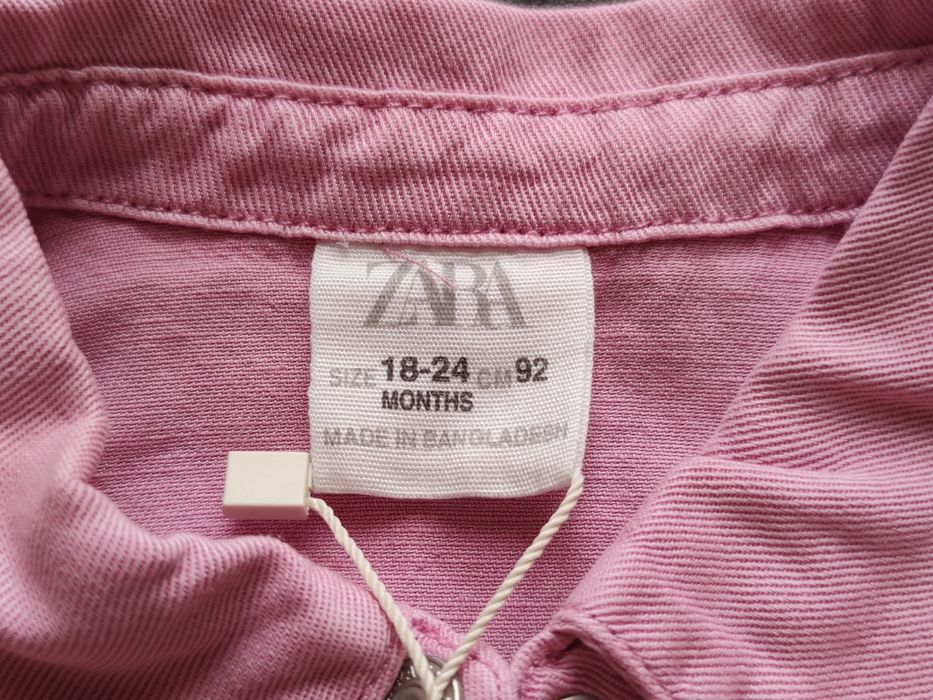 ZARA
SIZE 18-24 CM 92
MONTHS
MADE IN BANGLADESH